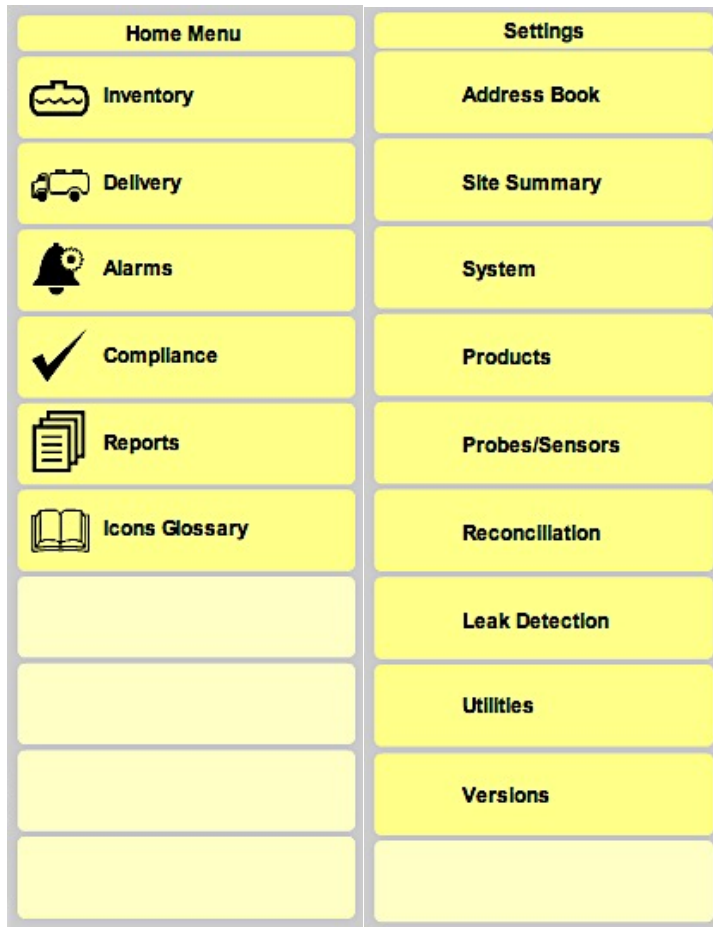 Home Menu
Inventory
Delivery
Alarms
Compliance
Reports
Icons Glossary
Settings
Address Book
Site Summary
System
Products
Probes/Sensors
Reconciliation
Leak Detection
Utilities
Versions